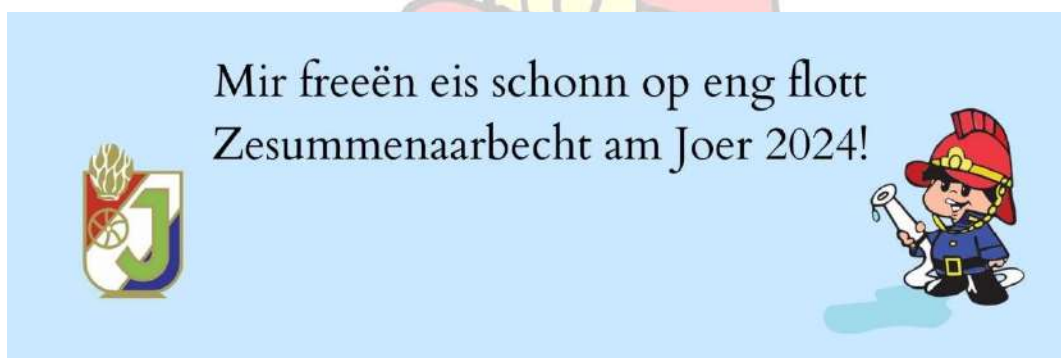 Mir freeën eis schonn op eng flott
Zesummenaarbecht am Joer 2024!
J